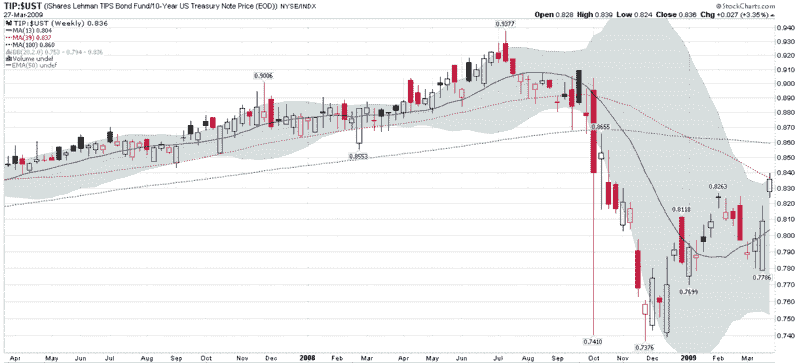 TIP:$UST (iShares Lehman TIPS Bond Fund/10-Year US Treasury Note Price (EOD)) NYSE/INDX
© StockCharts.com
27-Mar-2009
Open 0.828 High 0.839 Low 0.824 Close 0.836 Chg +0.027 (+3.35%)
TIP:$UST (Weekly) 0.836
MA(13) 0.804
MA(39) 0.837
MA(100) 0.860
BB(20,2.0) 0.753 - 0.794 - 0.836
Volume undef
EMA(50) undef
0.9377
0.9006
0.8553
0.8655
0.8263
0.8118
0.7699
0.7786
0.7410
0.7376
0.940
0.930
0.920
0.910
0.900
0.890
0.880
0.870
0.860
0.850
0.840
0.830
0.820
0.810
0.800
0.790
0.780
0.770
0.760
0.750
0.740
Apr May Jun Jul Aug Sep Oct Nov Dec 2008 Feb Mar Apr May Jun Jul Aug Sep Oct Nov Dec 2009 Feb Mar